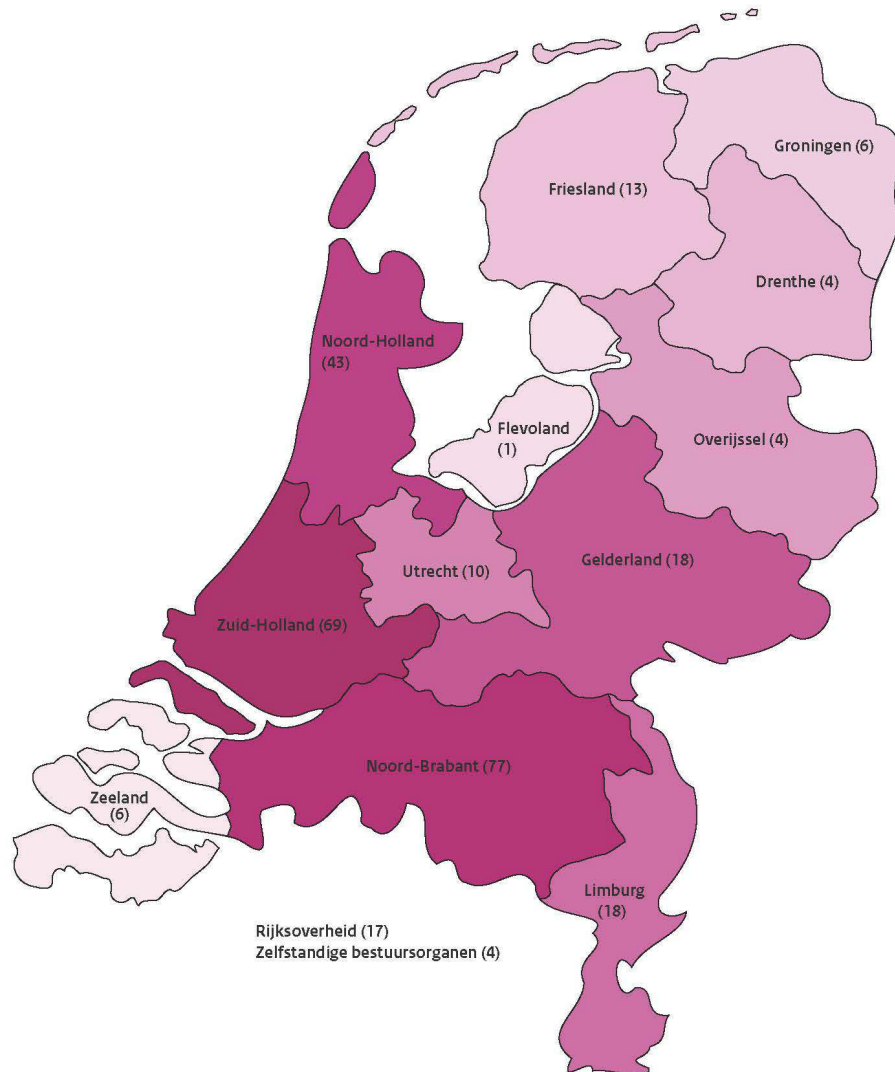 Groningen (6)
Friesland (13)
Drenthe (4)
Noord-Holland
(43)
Flevoland
(1)
Overijssel (4)
Gelderland (18)
Utrecht (10)
Zuid-Holland (69)
Noord-Brabant (77)
Zeeland
(6)
Limburg
(18)
Rijksoverheid (17)
Zelfstandige bestuursorganen (4)